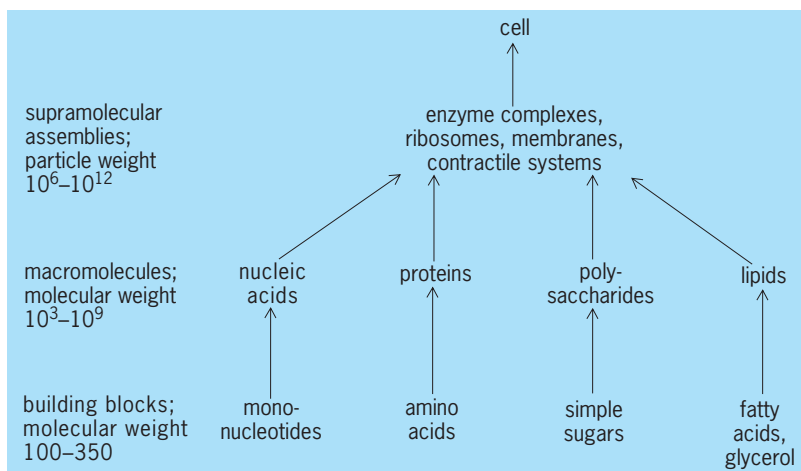 cell
supramolecular
assemblies;
particle weight
10⁶–10¹²
enzyme complexes,
ribosomes, membranes,
contractile systems
macromolecules;
molecular weight
10³–10⁹
nucleic
acids
proteins
poly-
saccharides
lipids
building blocks;
molecular weight
100–350
mono-
nucleotides
amino
acids
simple
sugars
fatty
acids,
glycerol